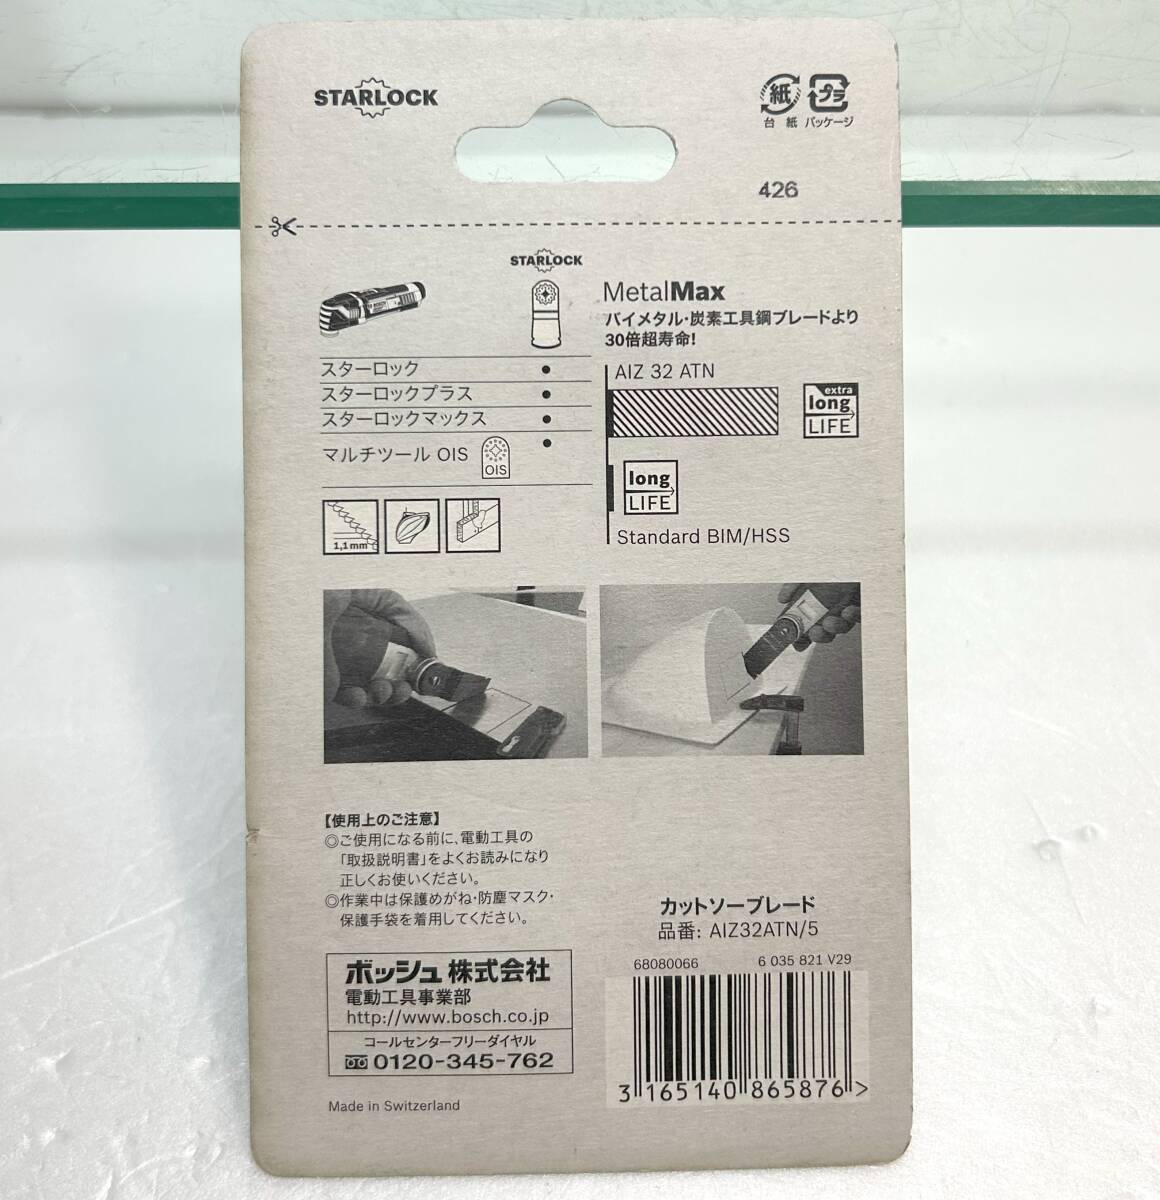 STARLOCK
紙
プラ
台 紙 パッケージ
426
STARLOCK
スターロック
スターロックプラス
スターロックマックス
マルチツール OIS
OIS
1,1 mm
MetalMax
バイメタル・炭素工具鋼ブレードより
30倍超寿命!
AIZ 32 ATN
extra
long
LIFE
long
LIFE
Standard BIM/HSS
【使用上のご注意】
◎ご使用になる前に、電動工具の
「取扱説明書」をよくお読みになり
正しくお使いください。
◎作業中は保護めがね・防塵マスク・
保護手袋を着用してください。
ボッシュ株式会社
電動工具事業部
http://www.bosch.co.jp
コールセンターフリーダイヤル
0120-345-762
Made in Switzerland
カットソーブレード
品番: AIZ32ATN/5
68080066 6 035 821 V29
3 165140 865876 >